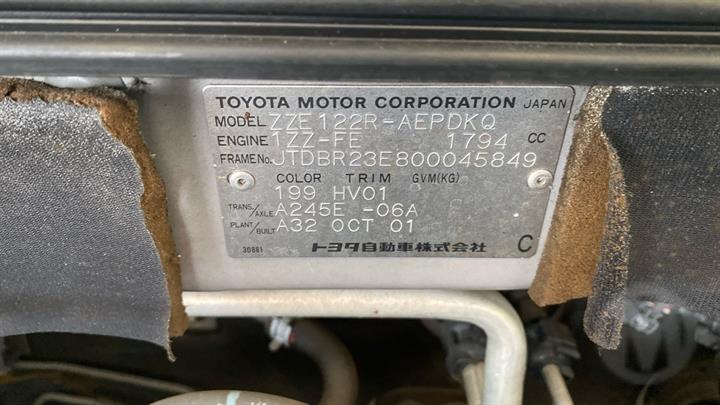 TOYOTA MOTOR CORPORATION JAPAN
MODEL ZZE122R-AEPDKQ
ENGINE 1ZZ-FE 1794 CC
FRAME No. JTDBR23E800045849
COLOR TRIM GVM(KG)
199 HV01
TRANS./AXLE A245E -06A
PLANT/BUILT A32 OCT 01
30881 トヨタ自動車株式会社 C
M